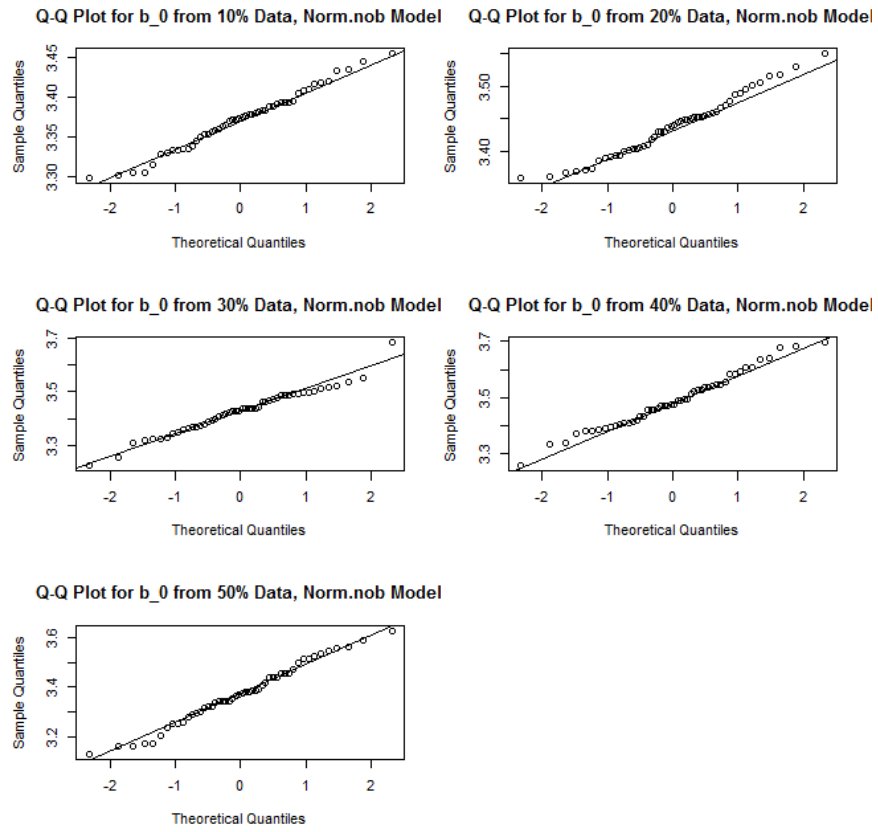 Q-Q Plot for b_0 from 10% Data, Norm.nob Model
Sample Quantiles
3.30 3.35 3.40 3.45
-2 -1 0 1 2
Theoretical Quantiles
Q-Q Plot for b_0 from 20% Data, Norm.nob Model
Sample Quantiles
3.40 3.50
-2 -1 0 1 2
Theoretical Quantiles
Q-Q Plot for b_0 from 30% Data, Norm.nob Model
Sample Quantiles
3.3 3.5 3.7
-2 -1 0 1 2
Theoretical Quantiles
Q-Q Plot for b_0 from 40% Data, Norm.nob Model
Sample Quantiles
3.3 3.5 3.7
-2 -1 0 1 2
Theoretical Quantiles
Q-Q Plot for b_0 from 50% Data, Norm.nob Model
Sample Quantiles
3.2 3.4 3.6
-2 -1 0 1 2
Theoretical Quantiles